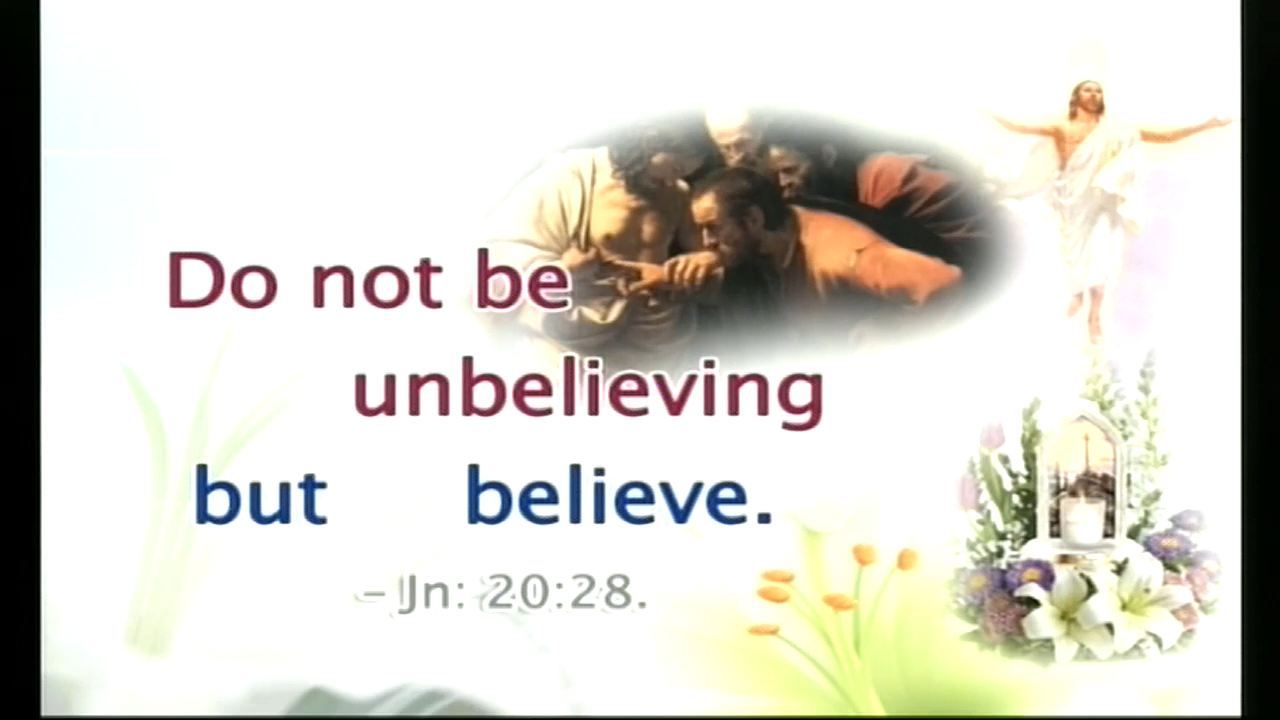 Do not be
unbelieving
but believe.
– Jn: 20:28.